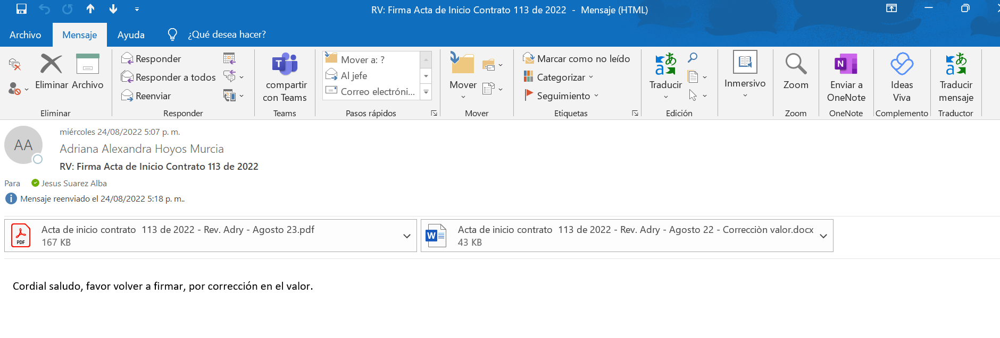 RV: Firma Acta de Inicio Contrato 113 de 2022 - Mensaje (HTML)
Archivo Mensaje Ayuda ¿Qué desea hacer?
Eliminar Archivo
Eliminar
Responder
Responder a todos
Reenviar
Responder
compartir
con Teams
Teams
Mover a: ?
Al jefe
Correo electróni...
Pasos rápidos
Mover
Mover
Marcar como no leído
Categorizar
Seguimiento
Etiquetas
Traducir
Edición
Inmersivo
Zoom
Zoom
Enviar a
OneNote
OneNote
Ideas
Viva
Complemento
Traducir
mensaje
Traductor
AA
miércoles 24/08/2022 5:07 p. m.
Adriana Alexandra Hoyos Murcia
RV: Firma Acta de Inicio Contrato 113 de 2022
Para Jesus Suarez Alba
Mensaje reenviado el 24/08/2022 5:18 p. m..
PDF
Acta de inicio contrato 113 de 2022 - Rev. Adry - Agosto 23.pdf
167 KB
Acta de inicio contrato 113 de 2022 - Rev. Adry - Agosto 22 - Correcciòn valor.docx
43 KB
Cordial saludo, favor volver a firmar, por corrección en el valor.